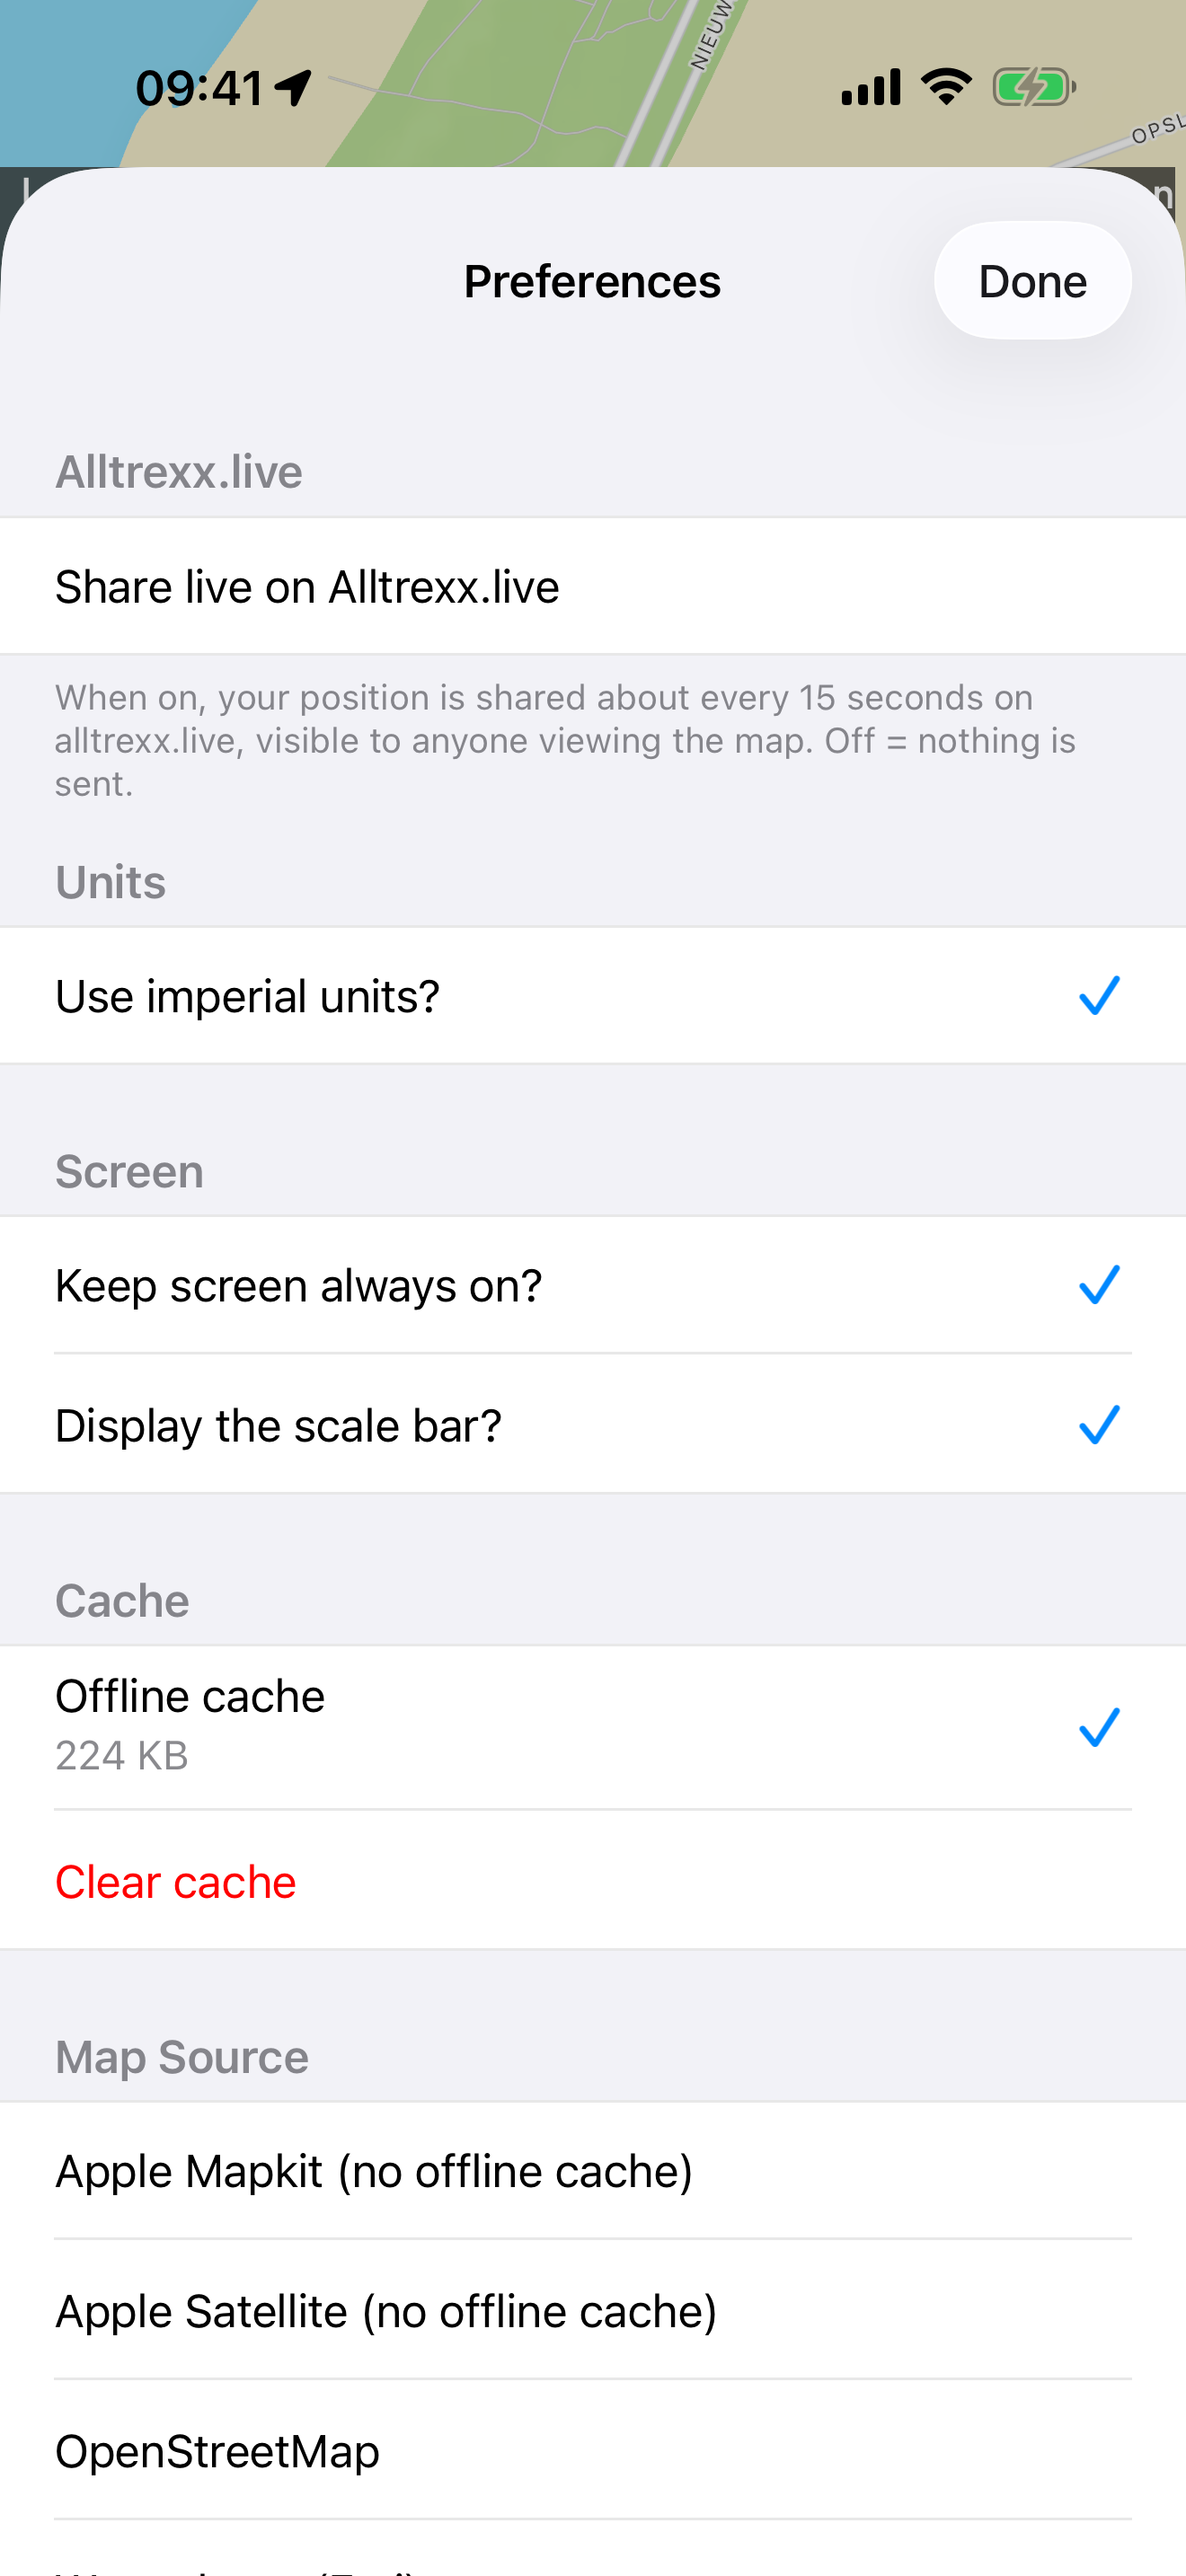 NIEUW
09:41
OPSL
n
Preferences
Done
Alltrexx.live
Share live on Alltrexx.live
When on, your position is shared about every 15 seconds on
alltrexx.live, visible to anyone viewing the map. Off = nothing is
sent.
Units
Use imperial units?
Screen
Keep screen always on?
Display the scale bar?
Cache
Offline cache
224 KB
Clear cache
Map Source
Apple Mapkit (no offline cache)
Apple Satellite (no offline cache)
OpenStreetMap